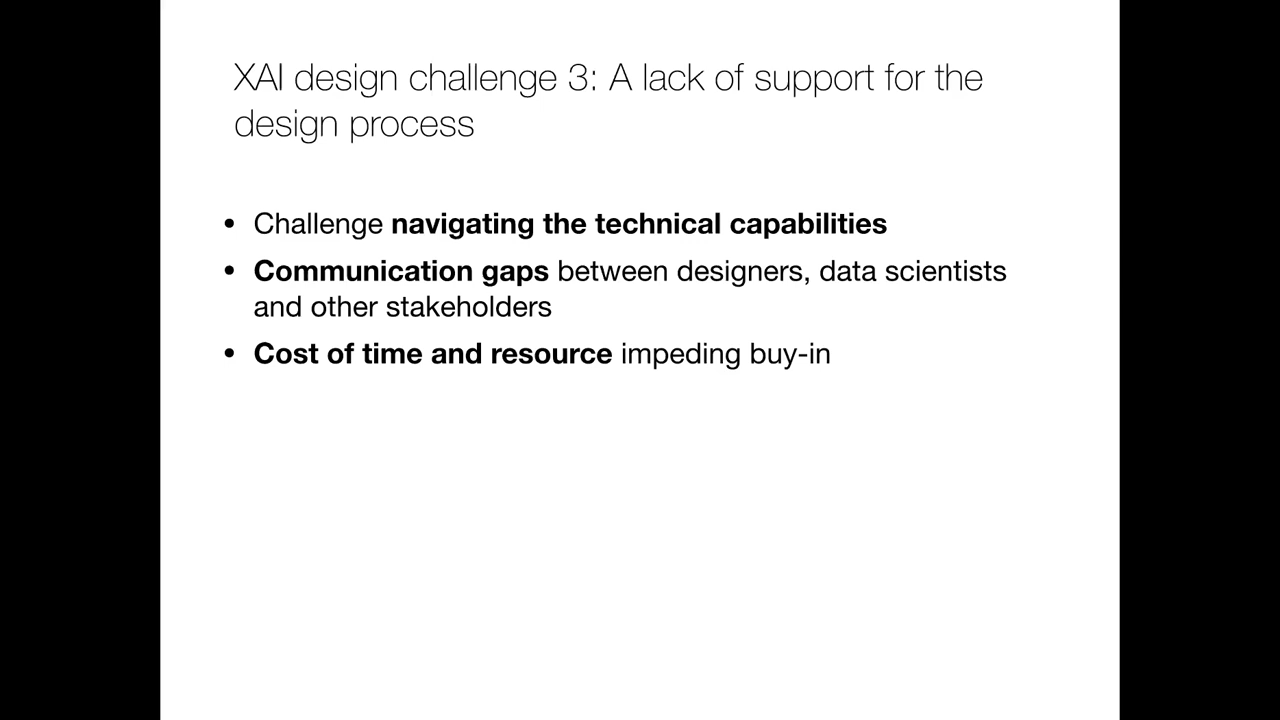 XAI design challenge 3: A lack of support for the
design process
• Challenge navigating the technical capabilities
• Communication gaps between designers, data scientists
and other stakeholders
• Cost of time and resource impeding buy-in